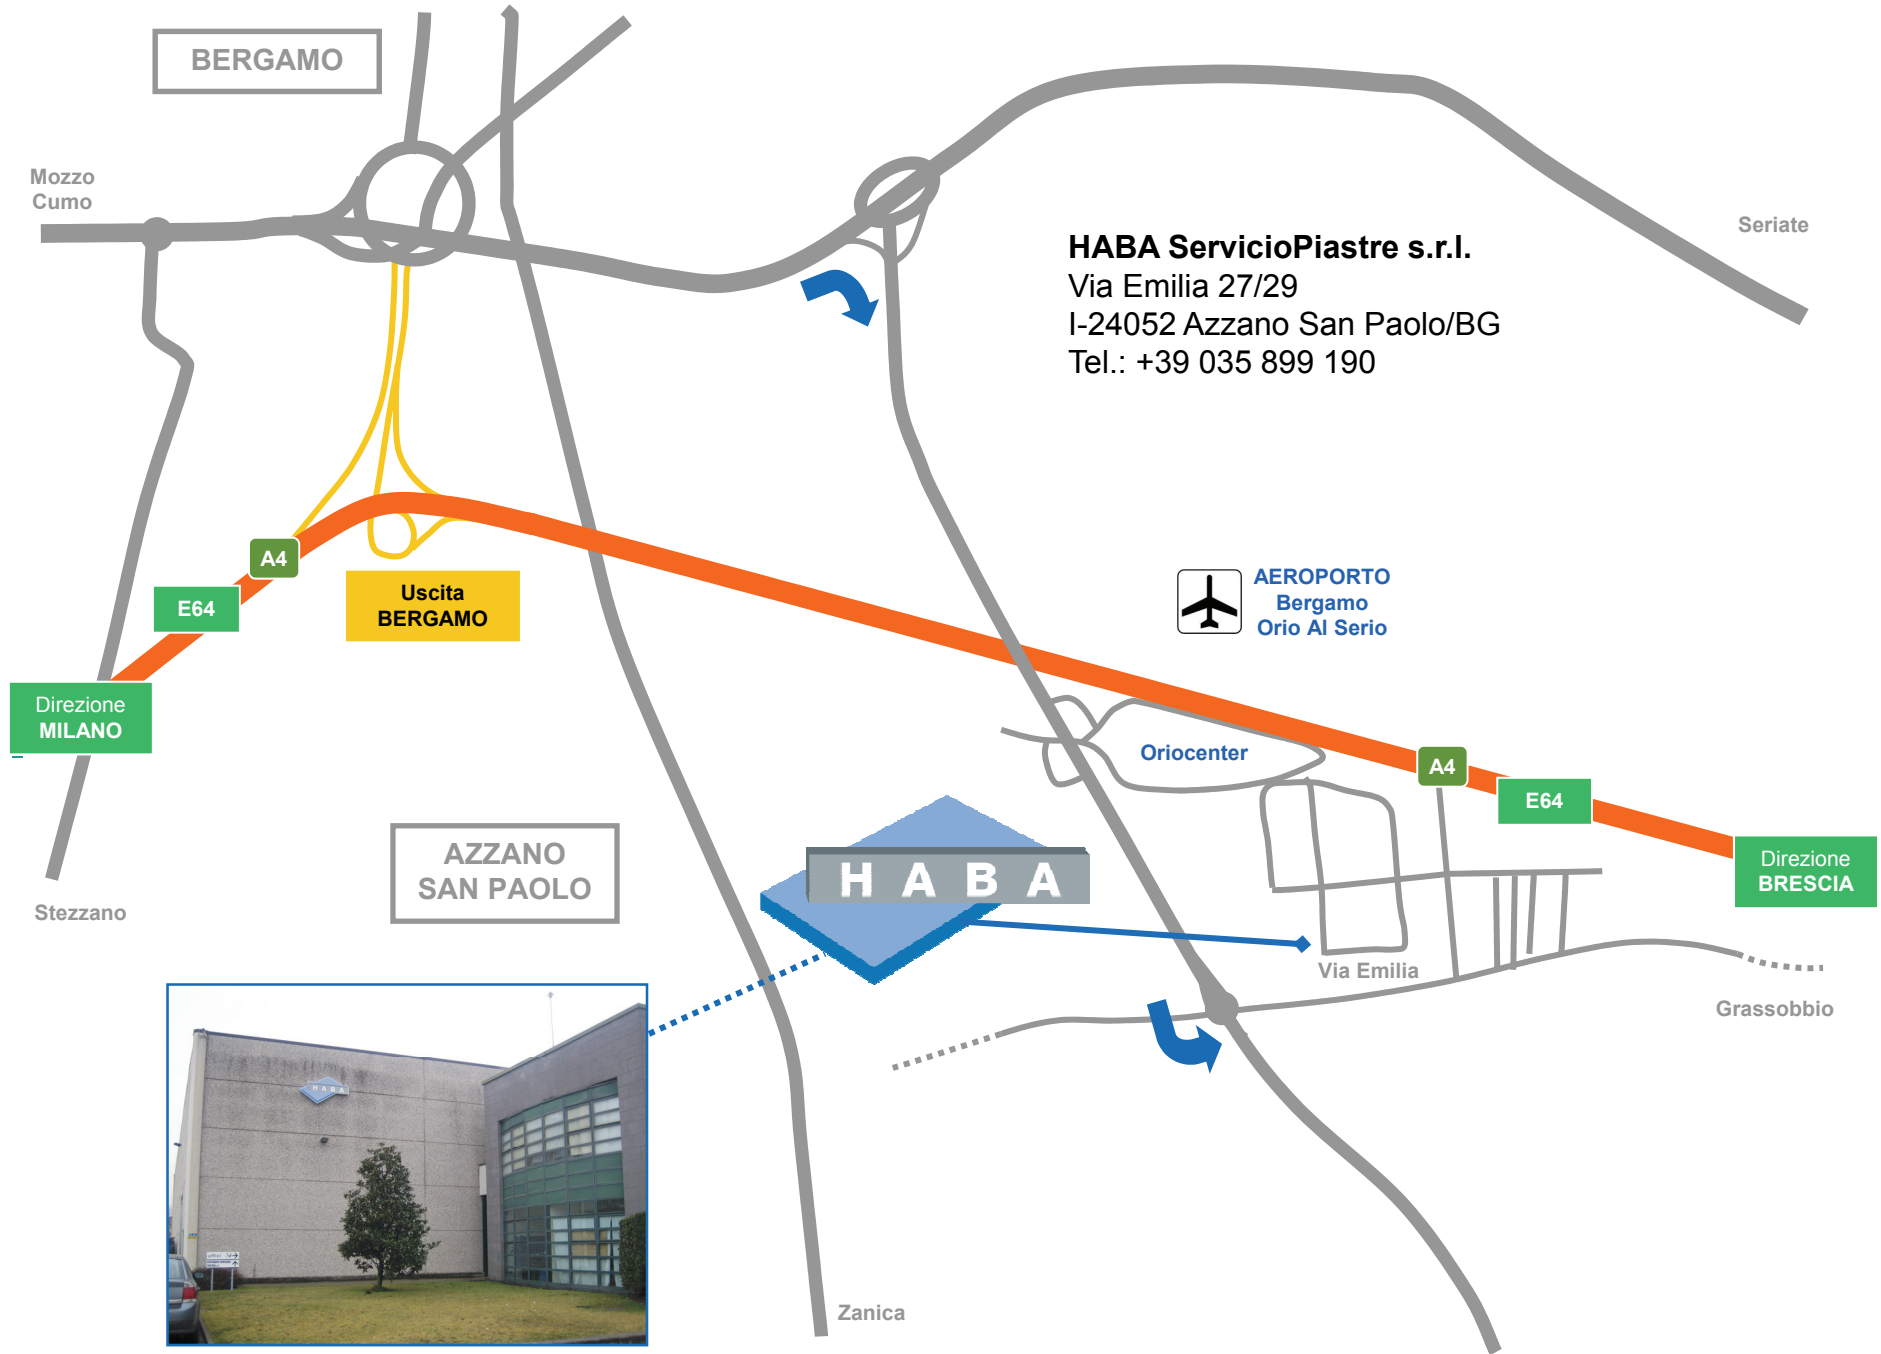 BERGAMO
Mozzo
Cumo
Seriate
HABA ServicioPiastre s.r.l.
Via Emilia 27/29
I-24052 Azzano San Paolo/BG
Tel.: +39 035 899 190
A4
E64
Uscita
BERGAMO
AEROPORTO
Bergamo
Orio Al Serio
Direzione
MILANO
Oriocenter
A4
E64
Direzione
BRESCIA
AZZANO
SAN PAOLO
HABA
Stezzano
Via Emilia
Grassobbio
HABA
Zanica